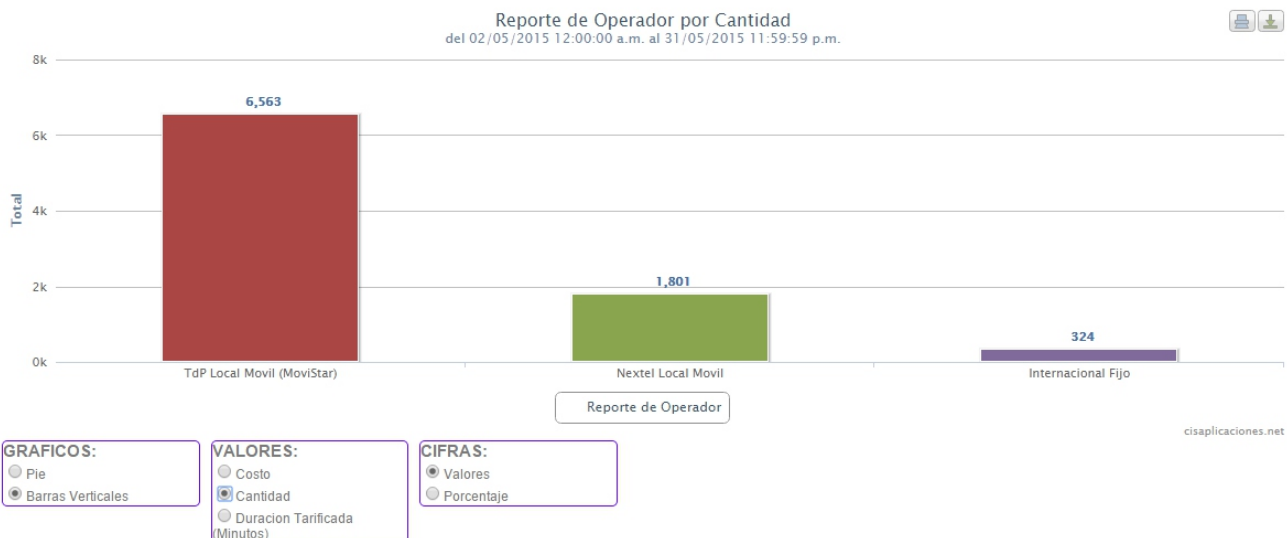 Reporte de Operador por Cantidad
del 02/05/2015 12:00:00 a.m. al 31/05/2015 11:59:59 p.m.
8k
6k
4k
2k
0k
Total
6,563
1,801
324
TdP Local Movil (MoviStar)
Nextel Local Movil
Internacional Fijo
Reporte de Operador
cisaplicaciones.net
GRAFICOS:
Pie
Barras Verticales
VALORES:
Costo
Cantidad
Duracion Tarificada
(Minutos)
CIFRAS:
Valores
Porcentaje